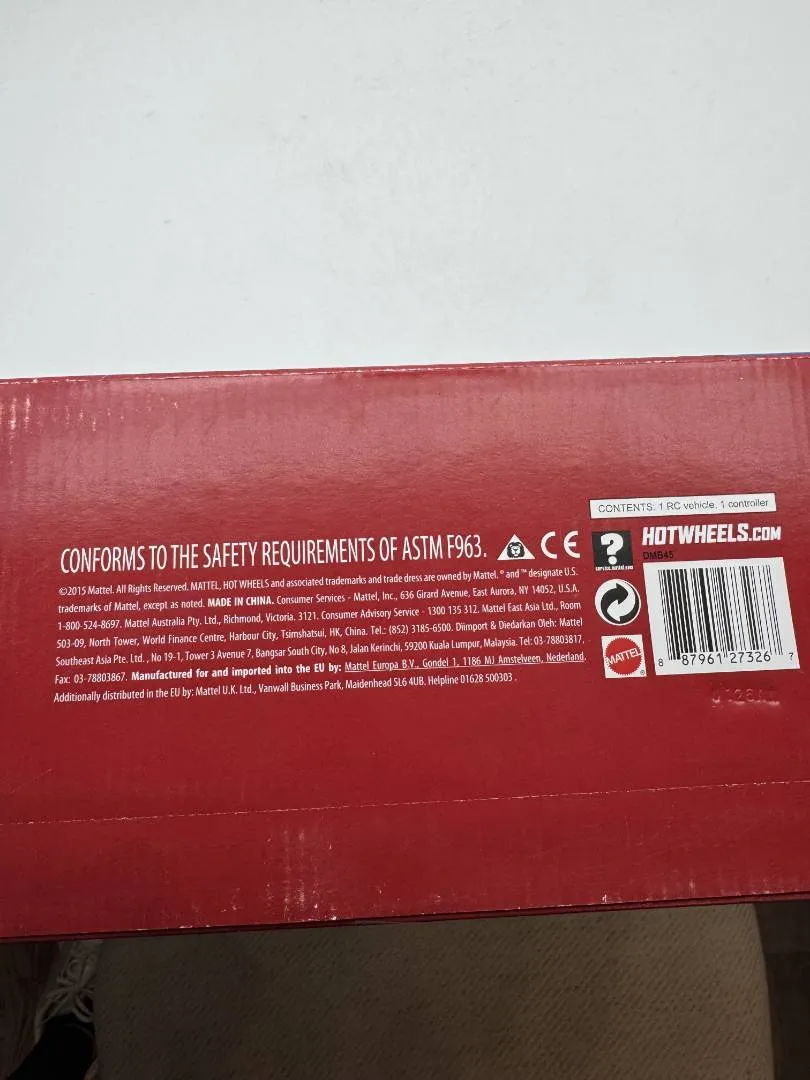 CONTENTS: 1 RC vehicle, 1 controller
CONFORMS TO THE SAFETY REQUIREMENTS OF ASTM F963.
CE
?
HOTWHEELS.COM
DMB45
©2015 Mattel. All Rights Reserved. MATTEL, HOT WHEELS and associated trademarks and trade dress are owned by Mattel. ® and ™ designate U.S.
trademarks of Mattel, except as noted. MADE IN CHINA. Consumer Services - Mattel, Inc., 636 Girard Avenue, East Aurora, NY 14052, U.S.A.
1-800-524-8697. Mattel Australia Pty. Ltd., Richmond, Victoria. 3121. Consumer Advisory Service - 1300 135 312. Mattel East Asia Ltd., Room
503-09, North Tower, World Finance Centre, Harbour City, Tsimshatsui, HK, China. Tel.: (852) 3185-6500. Diimport & Diedarkan Oleh: Mattel
Southeast Asia Pte. Ltd. , No 19-1, Tower 3 Avenue 7, Bangsar South City, No 8, Jalan Kerinchi, 59200 Kuala Lumpur, Malaysia. Tel: 03-78803817,
Fax: 03-78803867. Manufactured for and imported into the EU by: Mattel Europa B.V., Gondel 1, 1186 MJ Amstelveen, Nederland.
Additionally distributed in the EU by: Mattel U.K. Ltd., Vanwall Business Park, Maidenhead SL6 4UB. Helpline 01628 500303 .
MATTEL
®
8 87961 27326 7